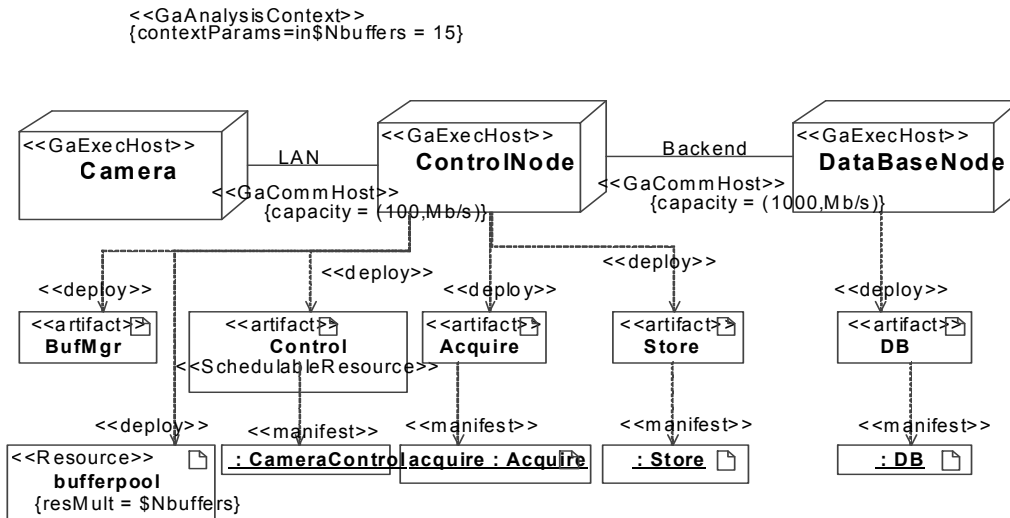 <<GaAnalysisContext>>
{contextParams=in$Nbuffers = 15}
<<GaExecHost>>
Camera
LAN
<<GaCommHost>>
{capacity = (100,Mb/s)}
<<GaExecHost>>
ControlNode
Backend
<<GaCommHost>>
{capacity = (1000,Mb/s)}
<<GaExecHost>>
DataBaseNode
<<deploy>>
<<deploy>>
<<deploy>>
<<deploy>>
<<deploy>>
<<artifact>>
BufMgr
<<artifact>>
Control
<<SchedulableResource>>
<<artifact>>
Acquire
<<artifact>>
Store
<<artifact>>
DB
<<deploy>>
<<manifest>>
<<manifest>>
<<manifest>>
<<manifest>>
<<Resource>>
bufferpool
{resMult = $Nbuffers}
: CameraControl
acquire : Acquire
: Store
: DB